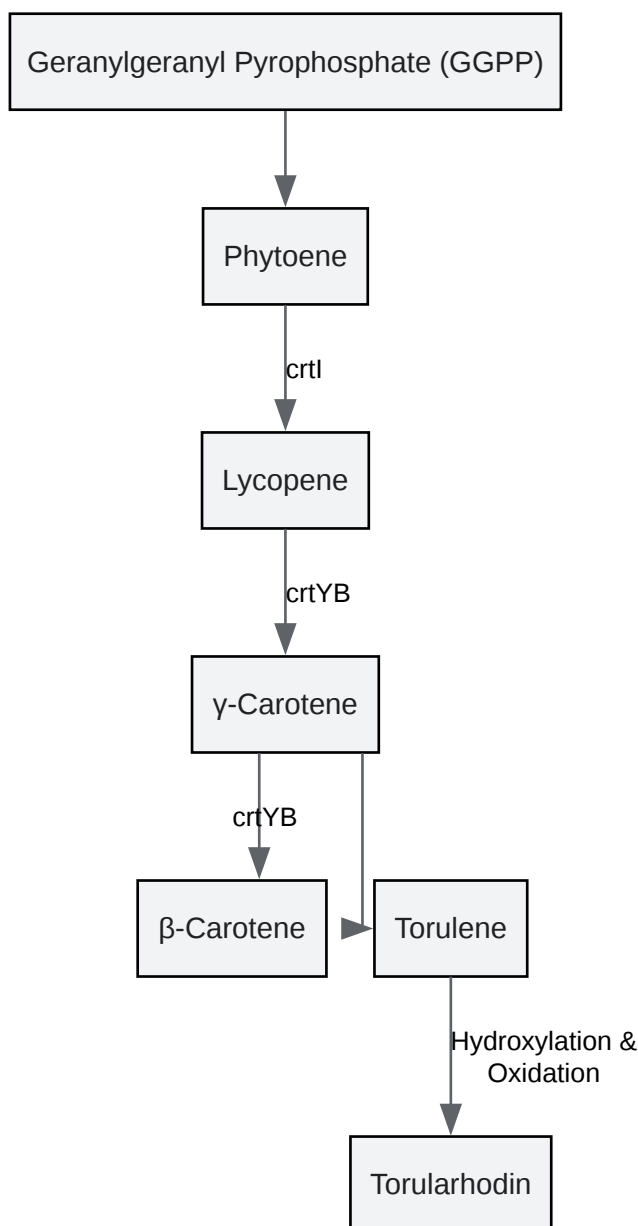 Geranylgeranyl Pyrophosphate (GGPP)
Phytoene
crtI
Lycopene
crtYB
γ-Carotene
crtYB
β-Carotene
Torulene
Hydroxylation &
Oxidation
Torularhodin